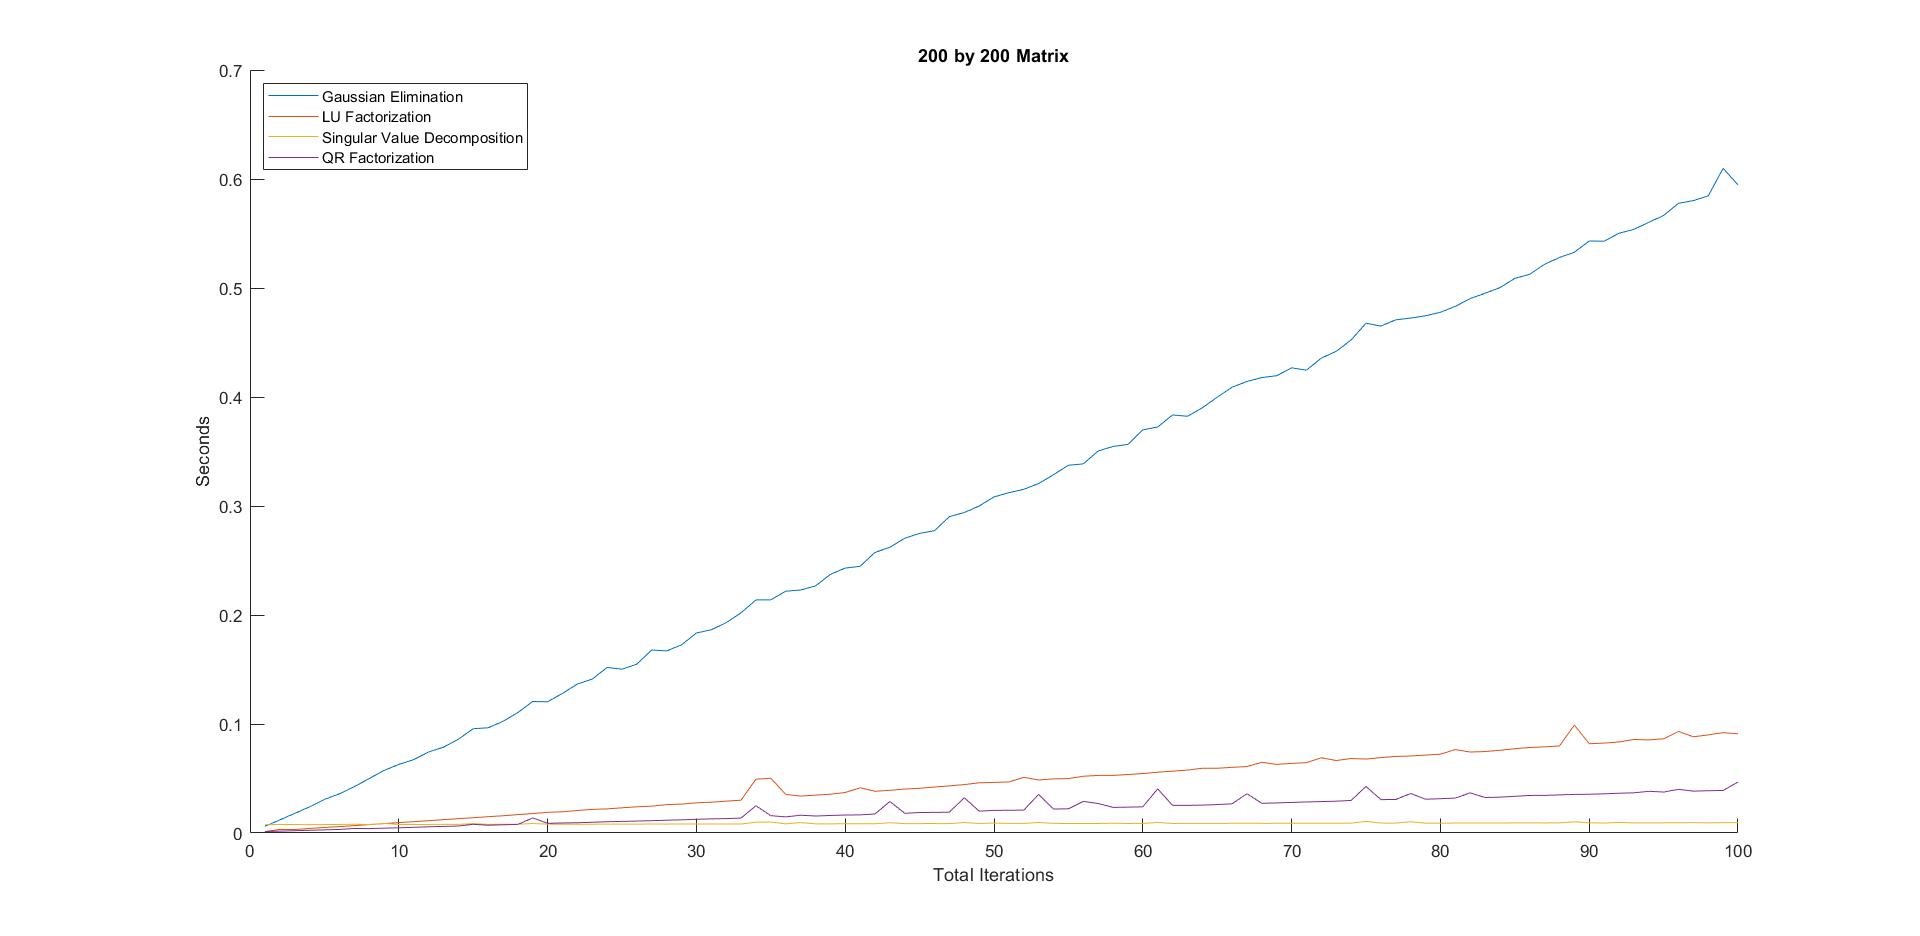 200 by 200 Matrix
0.7
0.6
0.5
0.4
0.3
0.2
0.1
0
Gaussian Elimination
LU Factorization
Singular Value Decomposition
QR Factorization
Seconds
0 10 20 30 40 50 60 70 80 90 100
Total Iterations